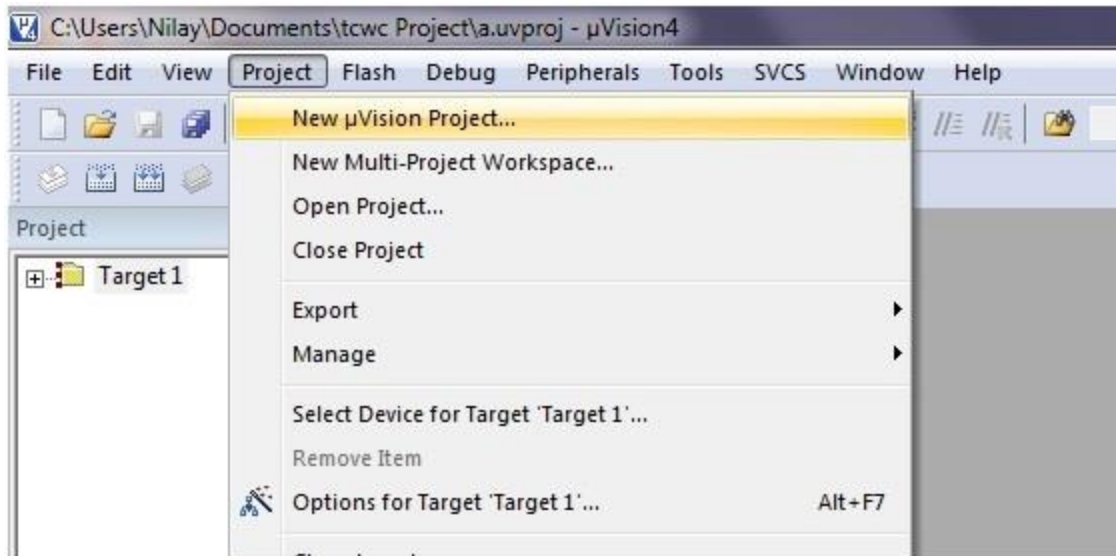 C:\Users\Nilay\Documents\tcwc Project\a.uvproj - µVision4
File Edit View Project Flash Debug Peripherals Tools SVCS Window Help
New µVision Project...
New Multi-Project Workspace...
Open Project...
Close Project
Project
Target 1
Export
Manage
Select Device for Target 'Target 1'...
Remove Item
Options for Target 'Target 1'... Alt+F7